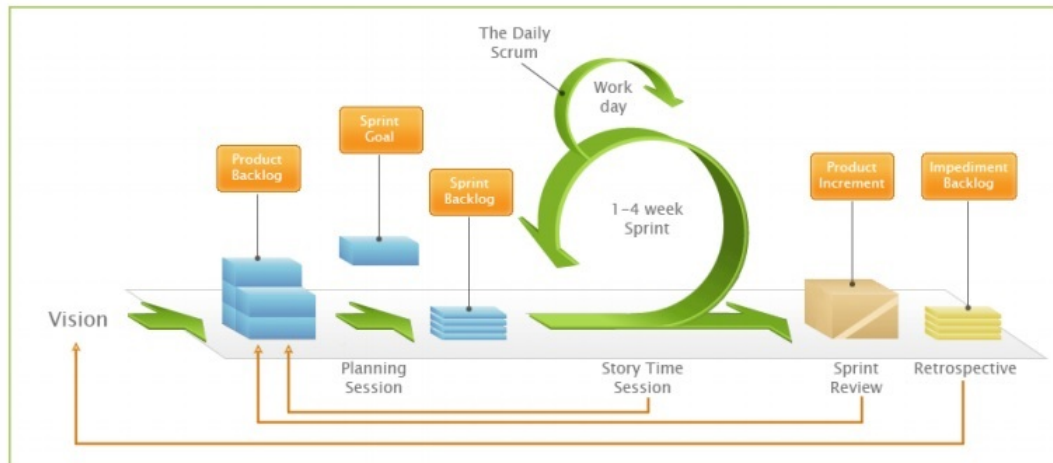 The Daily
Scrum
Work
day
Sprint
Goal
Product
Backlog
Sprint
Backlog
1-4 week
Sprint
Product
Increment
Impediment
Backlog
Vision
Planning
Session
Story Time
Session
Sprint
Review
Retrospective